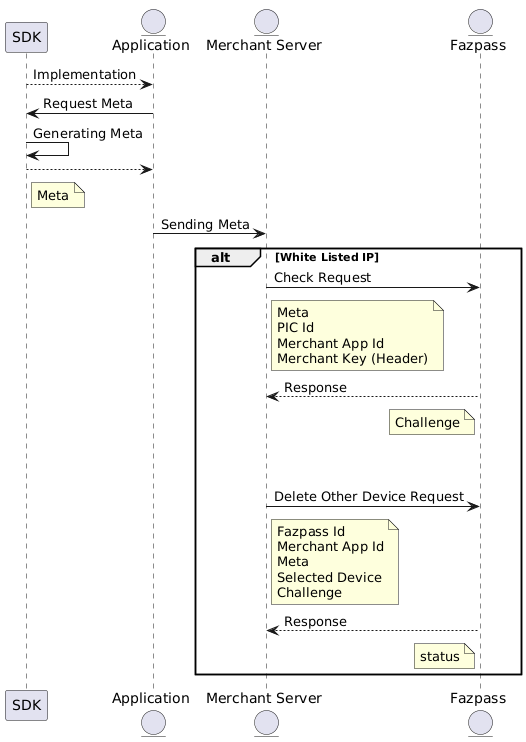 SDK
Application
Merchant Server
Fazpass
Implementation
Request Meta
Generating Meta
Meta
Sending Meta
alt
[White Listed IP]
Check Request
Meta
PIC Id
Merchant App Id
Merchant Key (Header)
Response
Challenge
Delete Other Device Request
Fazpass Id
Merchant App Id
Meta
Selected Device
Challenge
Response
status
SDK
Application
Merchant Server
Fazpass